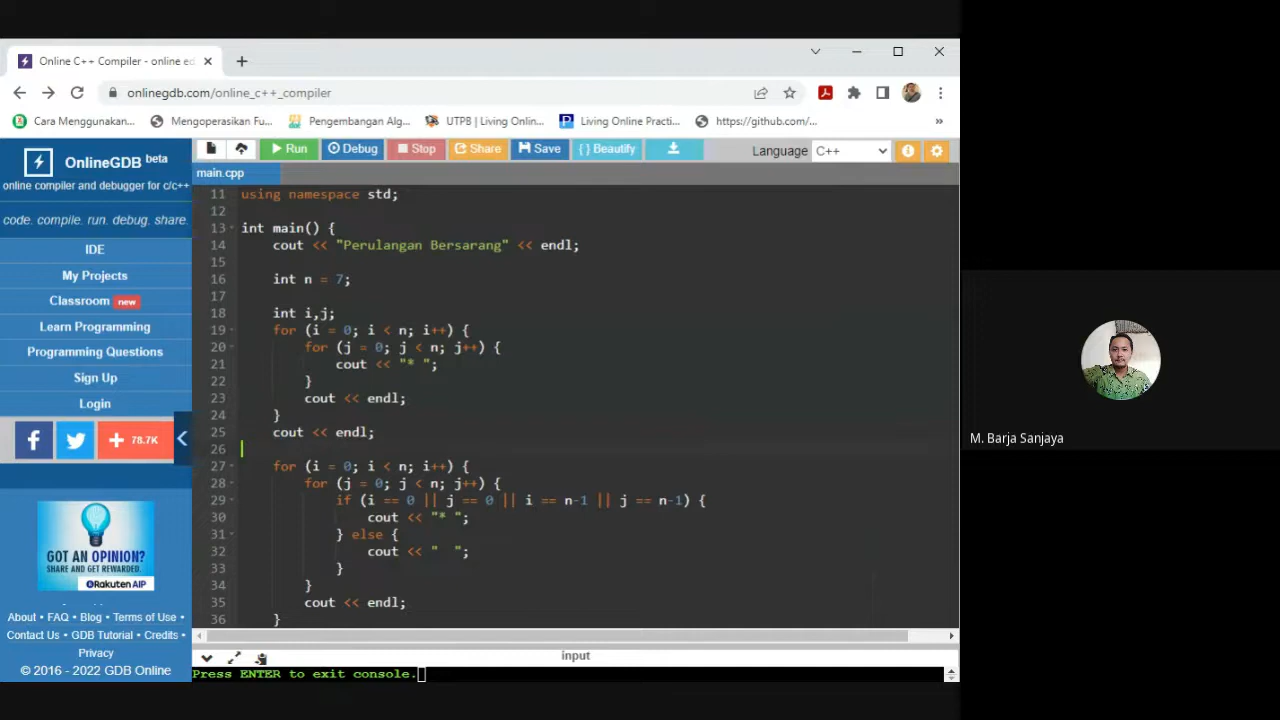 Online C++ Compiler - online ed
onlinegdb.com/online_c++_compiler
Cara Menggunakan...
Mengoperasikan Fu...
Pengembangan Alg...
UTPB | Living Onlin...
Living Online Practi...
https://github.com/...
»
OnlineGDB beta
online compiler and debugger for c/c++
code. compile. run. debug. share.
IDE
My Projects
Classroom new
Learn Programming
Programming Questions
Sign Up
Login
f
+ 78.7K
GOT AN OPINION?
SHARE AND GET REWARDED.
Rakuten AIP
About • FAQ • Blog • Terms of Use •
Contact Us • GDB Tutorial • Credits •
Privacy
© 2016 - 2022 GDB Online
Run
Debug
Stop
Share
Save
{ } Beautify
Language C++
main.cpp
11 using namespace std;
12
13 int main() {
14 cout << "Perulangan Bersarang" << endl;
15
16 int n = 7;
17
18 int i,j;
19 for (i = 0; i < n; i++) {
20 for (j = 0; j < n; j++) {
21 cout << "* ";
22 }
23 cout << endl;
24 }
25 cout << endl;
26
27 for (i = 0; i < n; i++) {
28 for (j = 0; j < n; j++) {
29 if (i == 0 || j == 0 || i == n-1 || j == n-1) {
30 cout << "* ";
31 } else {
32 cout << "  ";
33 }
34 }
35 cout << endl;
36 }
input
Press ENTER to exit console.
M. Barja Sanjaya